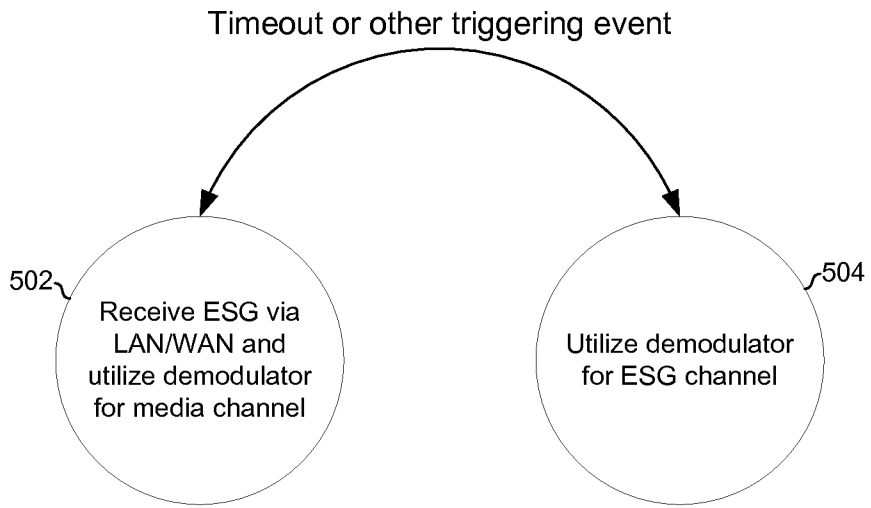 Timeout or other triggering event
502
Receive ESG via
LAN/WAN and
utilize demodulator
for media channel
504
Utilize demodulator
for ESG channel